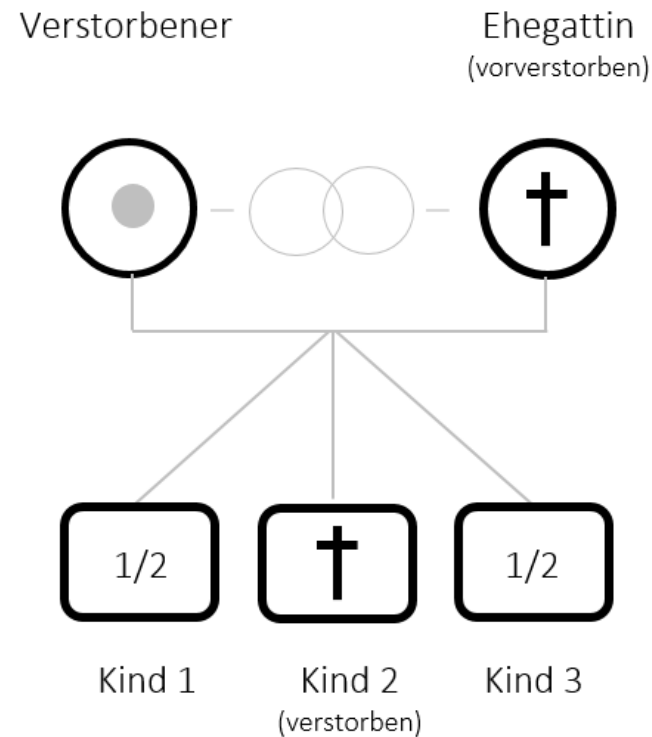 Verstorbener
Ehegattin
(vorverstorben)
1/2
1/2
Kind 1
Kind 2
Kind 3
(verstorben)